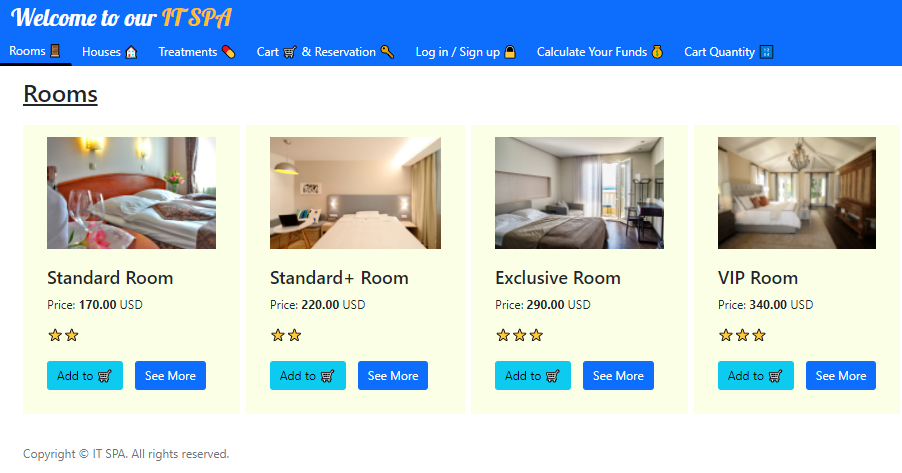 Welcome to our IT SPA
Rooms Houses Treatments Cart & Reservation Log in / Sign up Calculate Your Funds Cart Quantity
Rooms
Standard Room Standard+ Room Exclusive Room VIP Room
Price: 170.00 USD Price: 220.00 USD Price: 290.00 USD Price: 340.00 USD
Add to See More Add to See More Add to See More Add to See More
Copyright © IT SPA. All rights reserved.